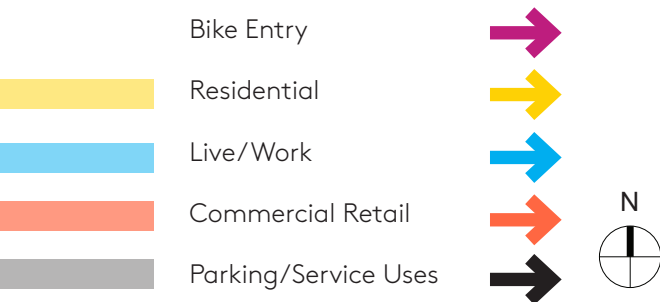 Bike Entry
Residential
Live/Work
Commercial Retail
N
Parking/Service Uses